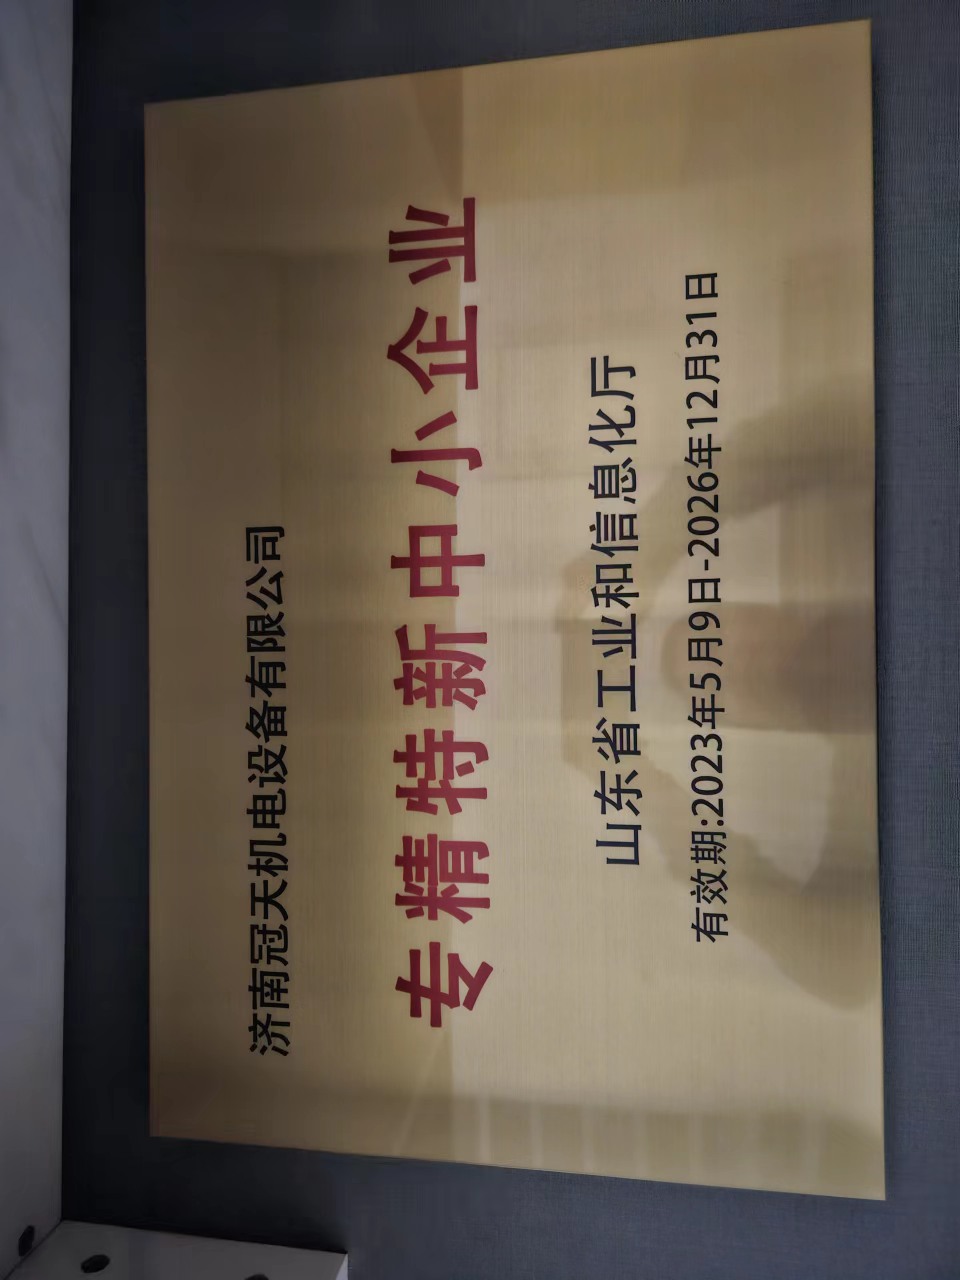 济南冠天机电设备有限公司
专精特新中小企业
山东省工业和信息化厅
有效期:2023年5月9日-2026年12月31日